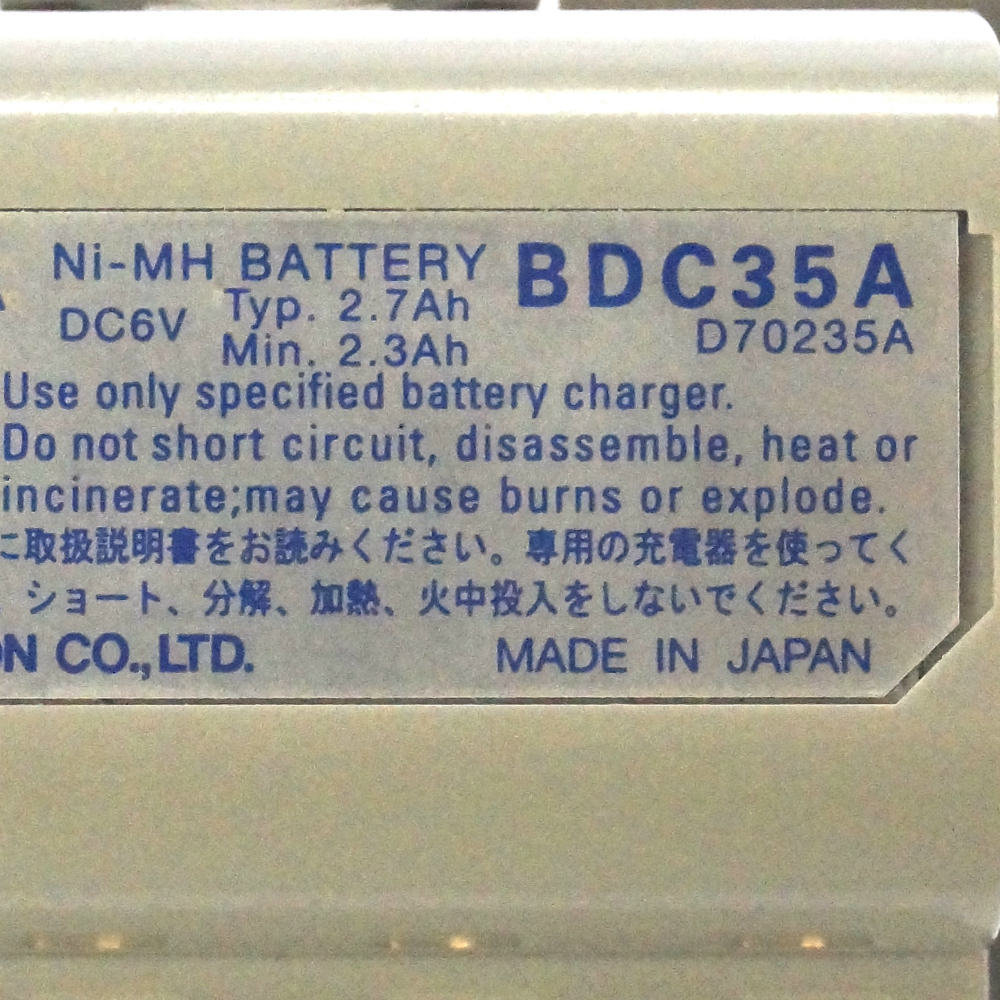 Ni-MH BATTERY BDC35A
DC6V Typ. 2.7Ah
Min. 2.3Ah D70235A
Use only specified battery charger.
Do not short circuit, disassemble, heat or
incinerate;may cause burns or explode.
に取扱説明書をお読みください。専用の充電器を使ってく
ショート、分解、加熱、火中投入をしないでください。
ON CO.,LTD. MADE IN JAPAN